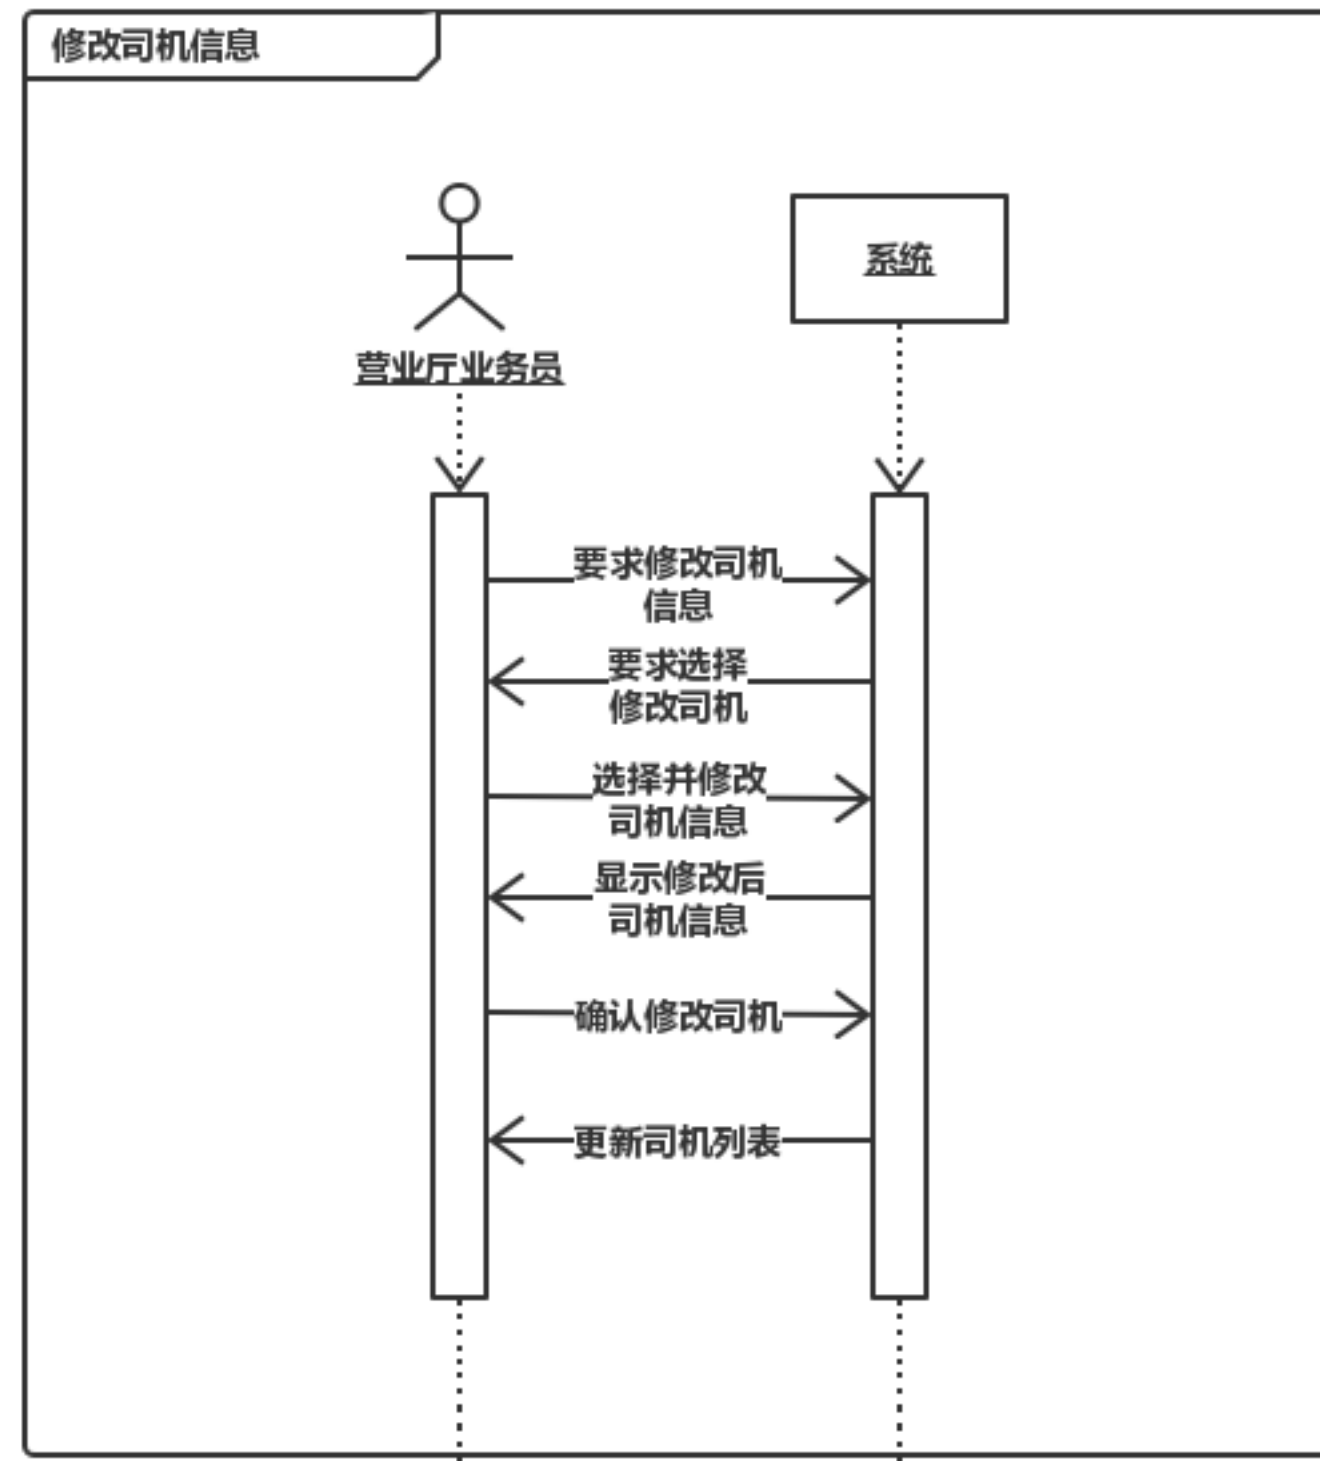 修改司机信息
系统
营业厅业务员
要求修改司机
信息
要求选择
修改司机
选择并修改
司机信息
显示修改后
司机信息
确认修改司机
更新司机列表